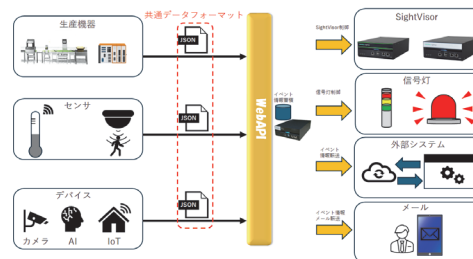 共通データフォーマット
生産機器
JSON
センサ
JSON
デバイス
JSON
カメラ
AI
IoT
WebAPI
イベント
情報蓄積
SightVisor制御
SightVisor
信号灯制御
信号灯
イベント
情報転送
外部システム
イベント情報
メール転送
メール